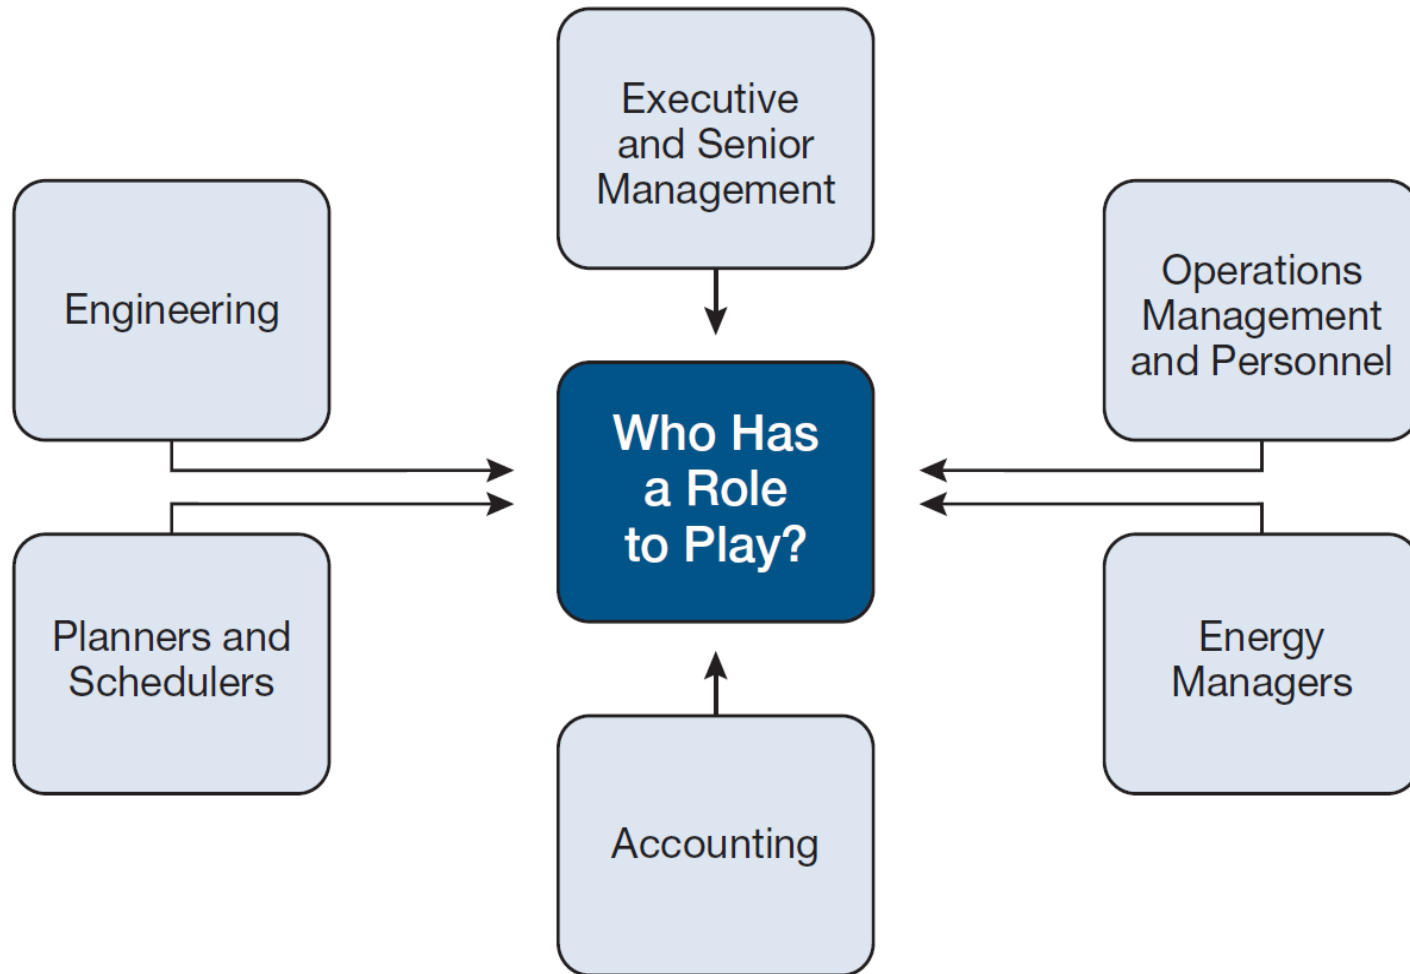 Executive
and Senior
Management
Engineering
Operations
Management
and Personnel
Who Has
a Role
to Play?
Planners and
Schedulers
Energy
Managers
Accounting